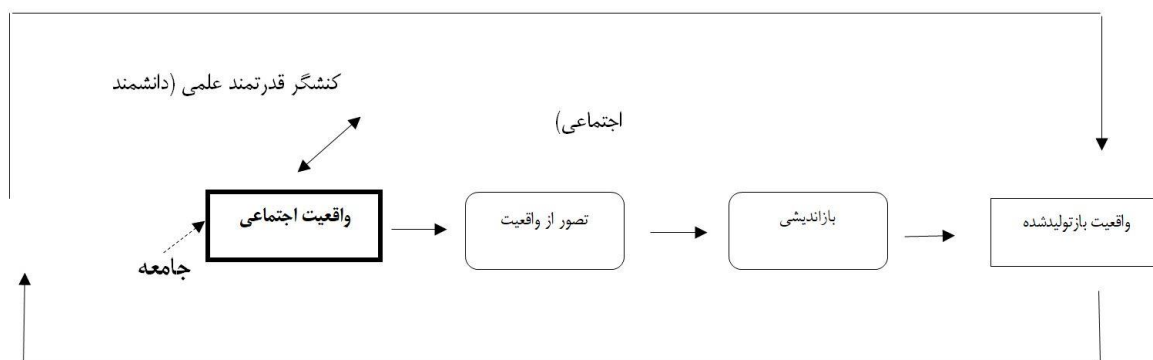 کنشگر قدرتمند علمی (دانشمند
اجتماعی)
واقعیت اجتماعی
تصور از واقعیت
بازاندیشی
واقعیت بازتولیدشده
جامعه